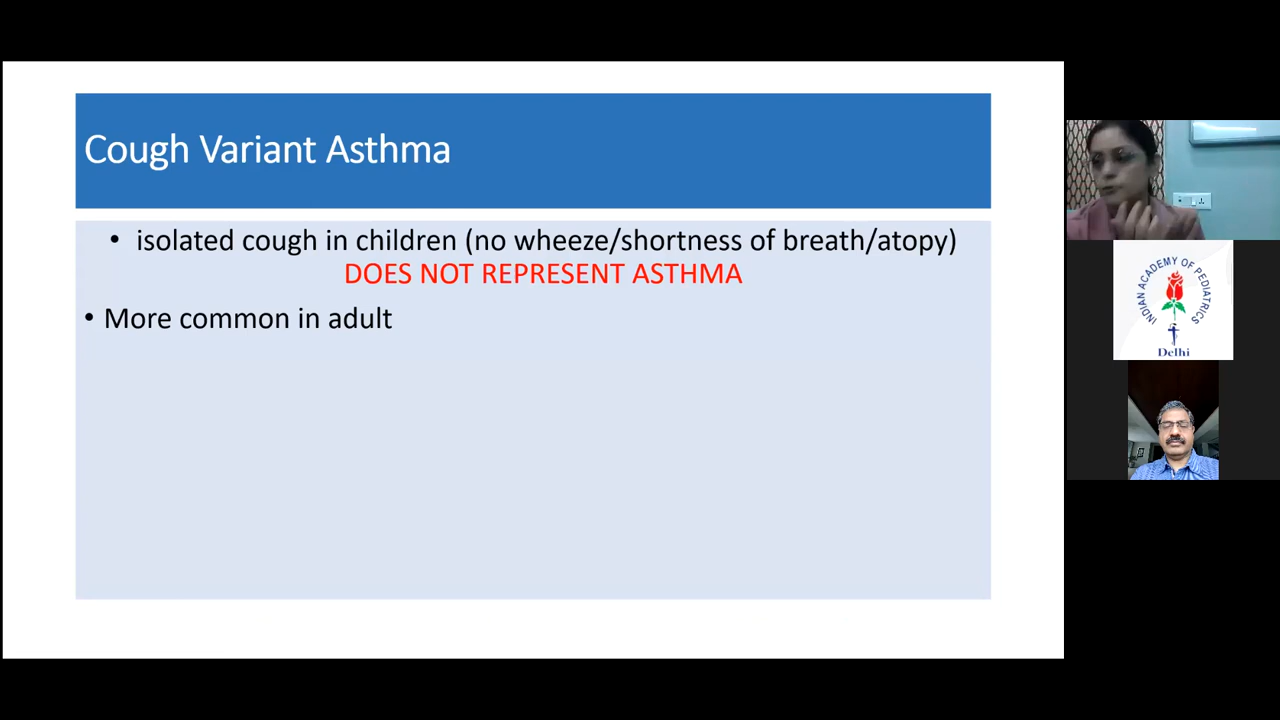 Cough Variant Asthma
• isolated cough in children (no wheeze/shortness of breath/atopy)
DOES NOT REPRESENT ASTHMA
• More common in adult
INDIAN ACADEMY OF PEDIATRICS
Delhi